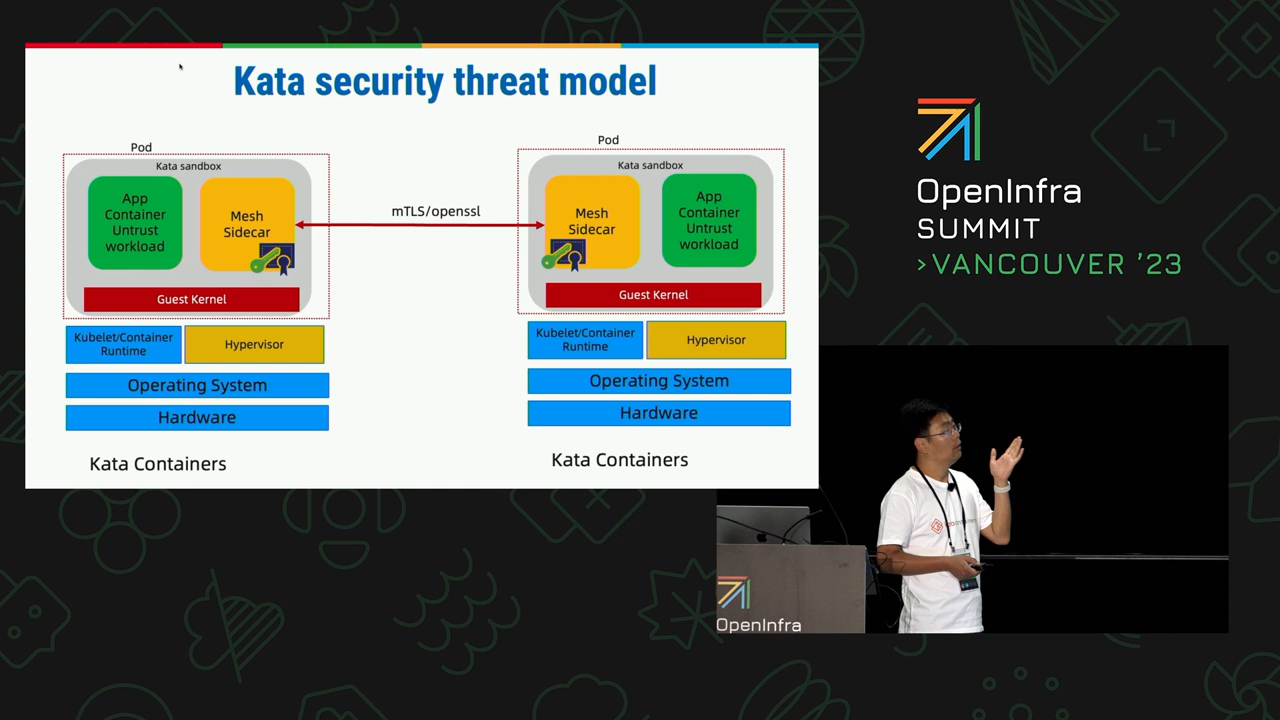 Kata security threat model
Pod
Kata sandbox
App
Container
Untrust
workload
Mesh
Sidecar
Guest Kernel
Kubelet/Container
Runtime
Hypervisor
Operating System
Hardware
Kata Containers
mTLS/openssl
Pod
Kata sandbox
Mesh
Sidecar
App
Container
Untrust
workload
Guest Kernel
Kubelet/Container
Runtime
Hypervisor
Operating System
Hardware
Kata Containers
OpenInfra
SUMMIT
>VANCOUVER '23
OpenInfra